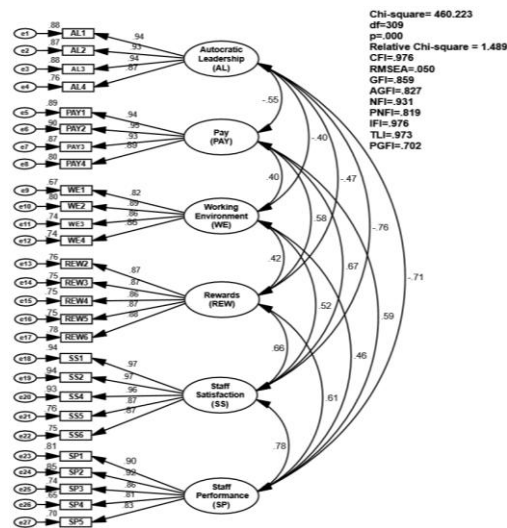 Chi-square= 460.223
df=309
p=.000
Relative Chi-square = 1.489
CFI=.976
RMSEA=.050
GFI=.859
AGFI=.827
NFI=.931
PNFI=.819
IFI=.976
TLI=.973
PGFI=.702
.88
e1 AL1 .94
.87
e2 AL2 .93
.88
e3 AL3 .94
.76
e4 AL4 .87
Autocratic
Leadership
(AL)
.89
e5 PAY1 .94
e6 PAY2
.87
e7 PAY3 .93
.80
e8 PAY4 .89
Pay
(PAY)
.67
e9 WE1 .82
.80
e10 WE2 .89
.74
e11 WE3 .86
.74
e12 WE4 .86
Working
Environment
(WE)
.76
e13 REW2 .87
.75
e14 REW3 .87
.75
e15 REW4 .86
.75
e16 REW5 .87
.78
e17 REW6 .88
Rewards
(REW)
.94
e18 SS1 .97
.94
e19 SS2 .97
.93
e20 SS4 .96
.76
e21 SS5 .87
.75
e22 SS6 .87
Staff
Satisfaction
(SS)
.81
e23 SP1 .90
.85
e24 SP2 .92
.74
e25 SP3 .86
.65
e26 SP4 .81
.70
e27 SP5 .83
Staff
Performance
(SP)
-.55
-.40
.40
-.47
.58
-.76
.42
.67
-.71
.52
.59
.46
.66
.61
.78